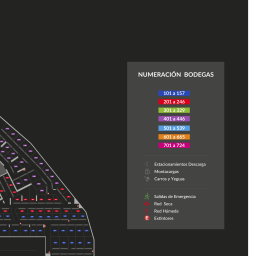 NUMERACIÓN BODEGAS
101 a 157
201 a 246
301 a 329
401 a 446
501 a 539
601 a 685
701 a 724
Estacionamientos Descarga
Montacargas
Carros y Yeguas
Salidas de Emergencia
Red Seca
Red Húmeda
Extintores